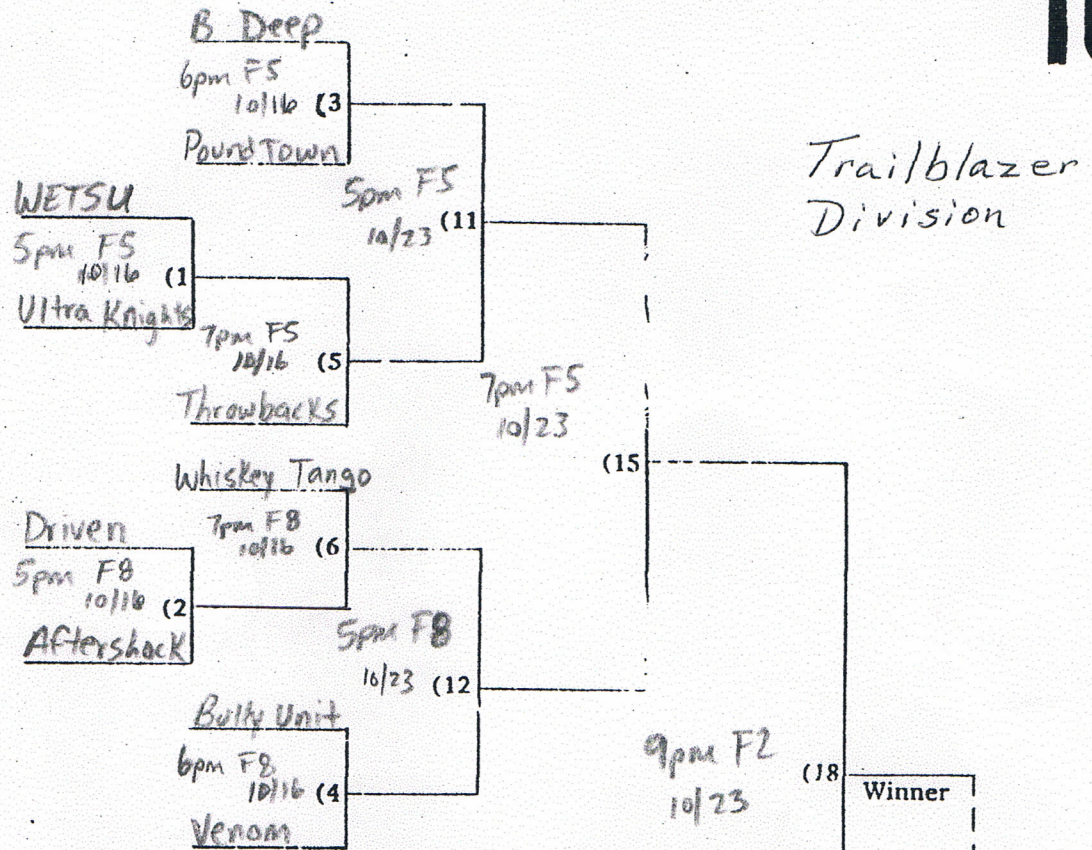 10
B Deep
6pm F5
10/16 (3
Pound Town
Trailblazer
Division
WETSU
5pm F5
10/16 (1
Ultra Knights
5pm F5
10/23 (11
7pm F5
10/16 (5
Throwbacks
7pm F5
10/23
(15
Whiskey Tango
7pm F8
10/16 (6
Driven
5pm F8
10/16 (2
Aftershock
5pm F8
10/23 (12
Bully Unit
6pm F8
10/16 (4
Venom
9pm F2
10/23
(18
Winner